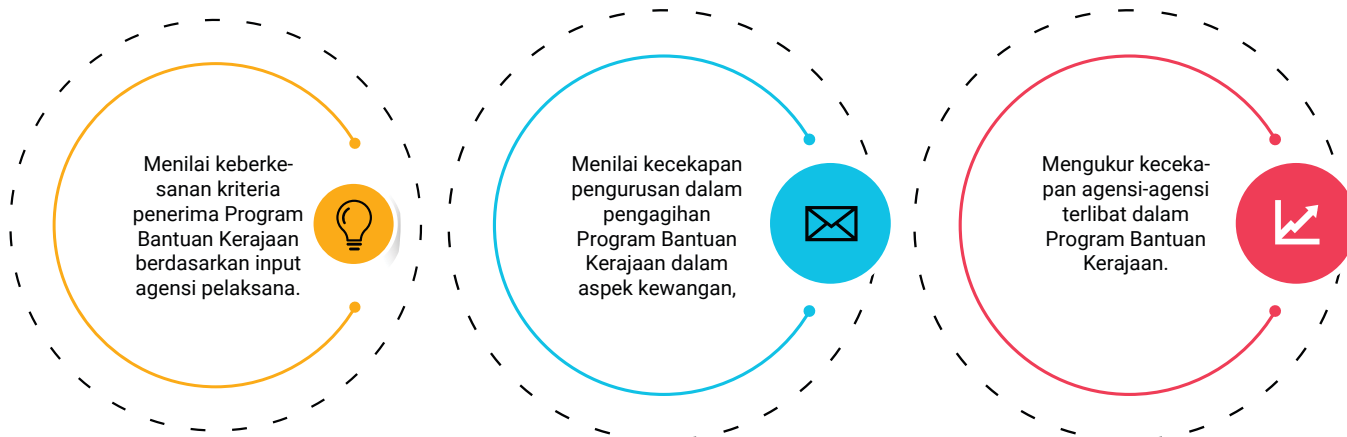 Menilai keberke-
sanan kriteria
penerima Program
Bantuan Kerajaan
berdasarkan input
agensi pelaksana.
Menilai kecekapan
pengurusan dalam
pengagihan
Program Bantuan
Kerajaan dalam
aspek kewangan,
Mengukur keceka-
pan agensi-agensi
terlibat dalam
Program Bantuan
Kerajaan.